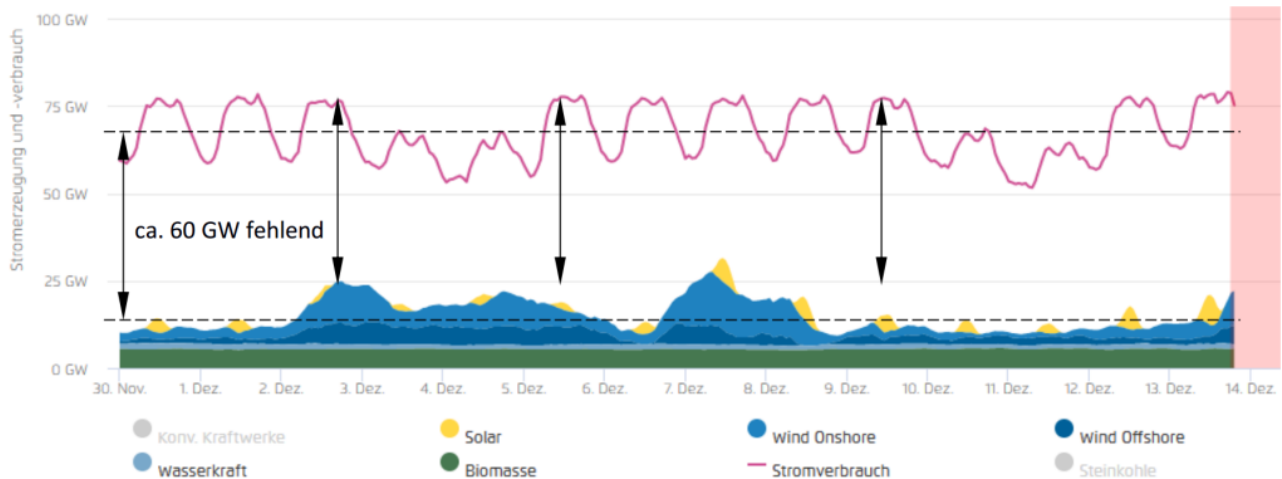 Stromerzeugung und -verbrauch
100 GW
75 GW
50 GW
ca. 60 GW fehlend
25 GW
0 GW
30. Nov. 1. Dez. 2. Dez. 3. Dez. 4. Dez. 5. Dez. 6. Dez. 7. Dez. 8. Dez. 9. Dez. 10. Dez. 11. Dez. 12. Dez. 13. Dez. 14. Dez.
Konv. Kraftwerke Solar Wind Onshore Wind Offshore
Wasserkraft Biomasse Stromverbrauch Steinkohle